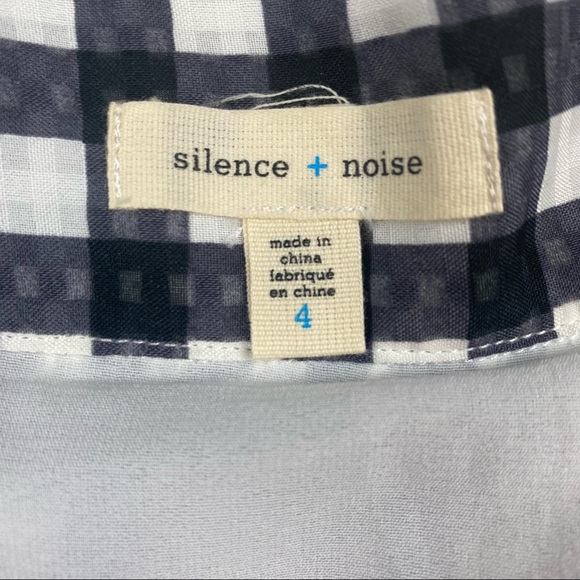 silence + noise
made in
china
fabriqué
en chine
4